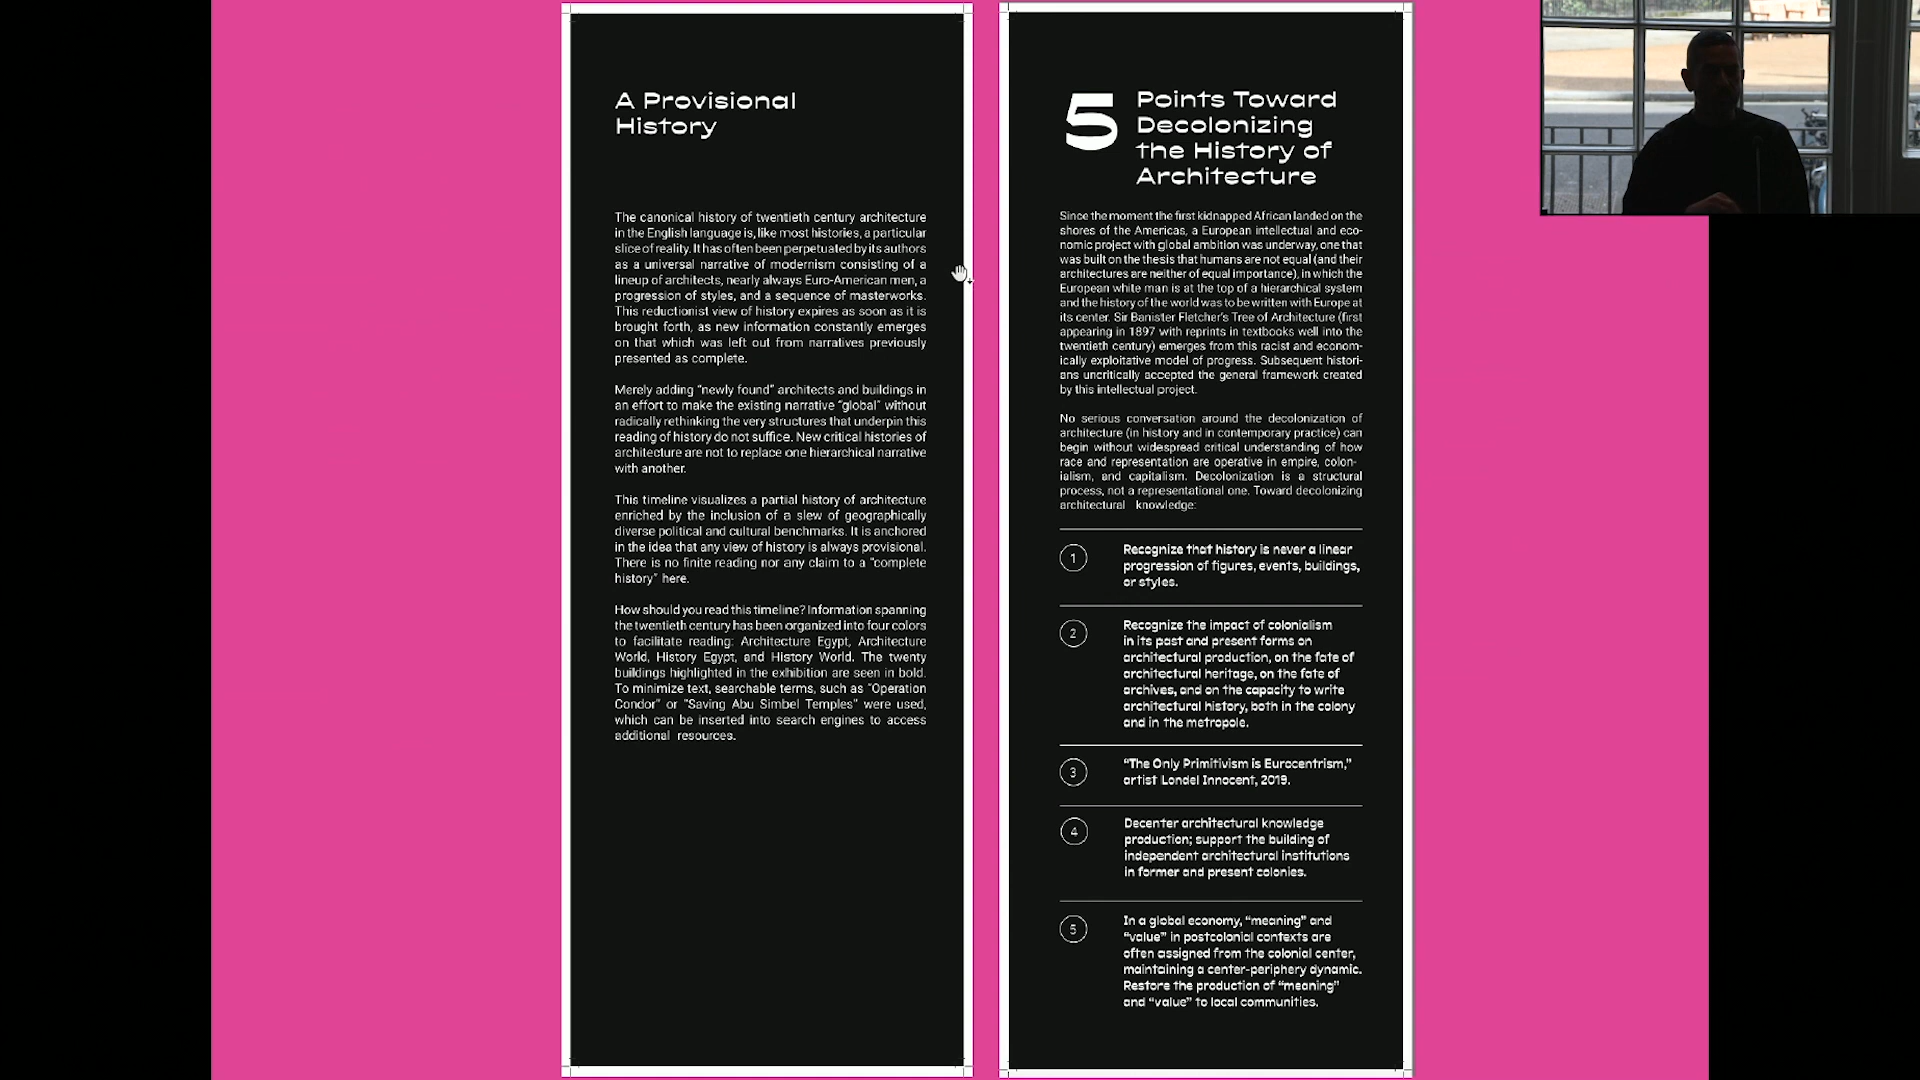 A Provisional
History
The canonical history of twentieth century architecture
in the English language is, like most histories, a particular
slice of reality. It has often been perpetuated by its authors
as a universal narrative of modernism consisting of a
lineup of architects, nearly always Euro-American men, a
progression of styles, and a sequence of masterworks.
This reductionist view of history expires as soon as it is
brought forth, as new information constantly emerges
on that which was left out from narratives previously
presented as complete.
Merely adding “newly found” architects and buildings in
an effort to make the existing narrative “global” without
radically rethinking the very structures that underpin this
reading of history do not suffice. New critical histories of
architecture are not to replace one hierarchical narrative
with another.
This timeline visualizes a partial history of architecture
enriched by the inclusion of a slew of geographically
diverse political and cultural benchmarks. It is anchored
in the idea that any view of history is always provisional.
There is no finite reading nor any claim to a “complete
history” here.
How should you read this timeline? Information spanning
the twentieth century has been organized into four colors
to facilitate reading: Architecture Egypt, Architecture
World, History Egypt, and History World. The twenty
buildings highlighted in the exhibition are seen in bold.
To minimize text, searchable terms, such as “Operation
Condor” or “Saving Abu Simbel Temples” were used,
which can be inserted into search engines to access
additional resources.
5 Points Toward
Decolonizing
the History of
Architecture
Since the moment the first kidnapped African landed on the
shores of the Americas, a European intellectual and eco-
nomic project with global ambition was underway, one that
was built on the thesis that humans are not equal (and their
architectures are neither of equal importance), in which the
European white man is at the top of a hierarchical system
and the history of the world was to be written with Europe at
its center. Sir Banister Fletcher’s Tree of Architecture (first
appearing in 1897 with reprints in textbooks well into the
twentieth century) emerges from this racist and econom-
ically exploitative model of progress. Subsequent histori-
ans uncritically accepted the general framework created
by this intellectual project.
No serious conversation around the decolonization of
architecture (in history and in contemporary practice) can
begin without widespread critical understanding of how
race and representation are operative in empire, colon-
ialism, and capitalism. Decolonization is a structural
process, not a representational one. Toward decolonizing
architectural knowledge:
1 Recognize that history is never a linear
progression of figures, events, buildings,
or styles.
2 Recognize the impact of colonialism
in its past and present forms on
architectural production, on the fate of
architectural heritage, on the fate of
archives, and on the capacity to write
architectural history, both in the colony
and in the metropole.
3 “The Only Primitivism is Eurocentrism,”
artist Londel Innocent, 2019.
4 Decenter architectural knowledge
production; support the building of
independent architectural institutions
in former and present colonies.
5 In a global economy, “meaning” and
“value” in postcolonial contexts are
often assigned from the colonial center,
maintaining a center-periphery dynamic.
Restore the production of “meaning”
and “value” to local communities.